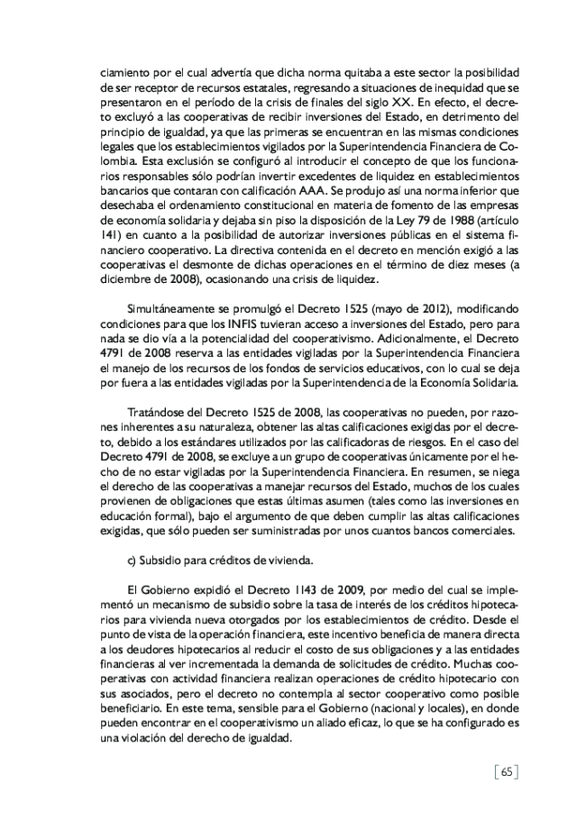 ciamiento por el cual advertía que dicha norma quitaba a este sector la posibilidad
de ser receptor de recursos estatales, regresando a situaciones de inequidad que se
presentaron en el período de la crisis de finales del siglo XX. En efecto, el decre-
to excluyó a las cooperativas de recibir inversiones del Estado, en detrimento del
principio de igualdad, ya que las primeras se encuentran en las mismas condiciones
legales que los establecimientos vigilados por la Superintendencia Financiera de Co-
lombia. Esta exclusión se configuró al introducir el concepto de que los funciona-
rios responsables sólo podrían invertir excedentes de liquidez en establecimientos
bancarios que contaran con calificación AAA. Se produjo así una norma inferior que
desechaba el ordenamiento constitucional en materia de fomento de las empresas
de economía solidaria y dejaba sin piso la disposición de la Ley 79 de 1988 (artículo
141) en cuanto a la posibilidad de autorizar inversiones públicas en el sistema fi-
nanciero cooperativo. La directiva contenida en el decreto en mención exigió a las
cooperativas el desmonte de dichas operaciones en el término de diez meses (a
diciembre de 2008), ocasionando una crisis de liquidez.
Simultáneamente se promulgó el Decreto 1525 (mayo de 2012), modificando
condiciones para que los INFIS tuvieran acceso a inversiones del Estado, pero para
nada se dio vía a la potencialidad del cooperativismo. Adicionalmente, el Decreto
4791 de 2008 reserva a las entidades vigiladas por la Superintendencia Financiera
el manejo de los recursos de los fondos de servicios educativos, con lo cual se deja
por fuera a las entidades vigiladas por la Superintendencia de la Economía Solidaria.
Tratándose del Decreto 1525 de 2008, las cooperativas no pueden, por razo-
nes inherentes a su naturaleza, obtener las altas calificaciones exigidas por el decre-
to, debido a los estándares utilizados por las calificadoras de riesgos. En el caso del
Decreto 4791 de 2008, se excluye a un grupo de cooperativas únicamente por el he-
cho de no estar vigiladas por la Superintendencia Financiera. En resumen, se niega
el derecho de las cooperativas a manejar recursos del Estado, muchos de los cuales
provienen de obligaciones que estas últimas asumen (tales como las inversiones en
educación formal), bajo el argumento de que deben cumplir las altas calificaciones
exigidas, que sólo pueden ser suministradas por unos cuantos bancos comerciales.
c) Subsidio para créditos de vivienda.
El Gobierno expidió el Decreto 1143 de 2009, por medio del cual se imple-
mentó un mecanismo de subsidio sobre la tasa de interés de los créditos hipoteca-
rios para vivienda nueva otorgados por los establecimientos de crédito. Desde el
punto de vista de la operación financiera, este incentivo beneficia de manera directa
a los deudores hipotecarios al reducir el costo de sus obligaciones y a las entidades
financieras al ver incrementada la demanda de solicitudes de crédito. Muchas coo-
perativas con actividad financiera realizan operaciones de crédito hipotecario con
sus asociados, pero el decreto no contempla al sector cooperativo como posible
beneficiario. En este tema, sensible para el Gobierno (nacional y locales), en donde
pueden encontrar en el cooperativismo un aliado eficaz, lo que se ha configurado es
una violación del derecho de igualdad.
[65]